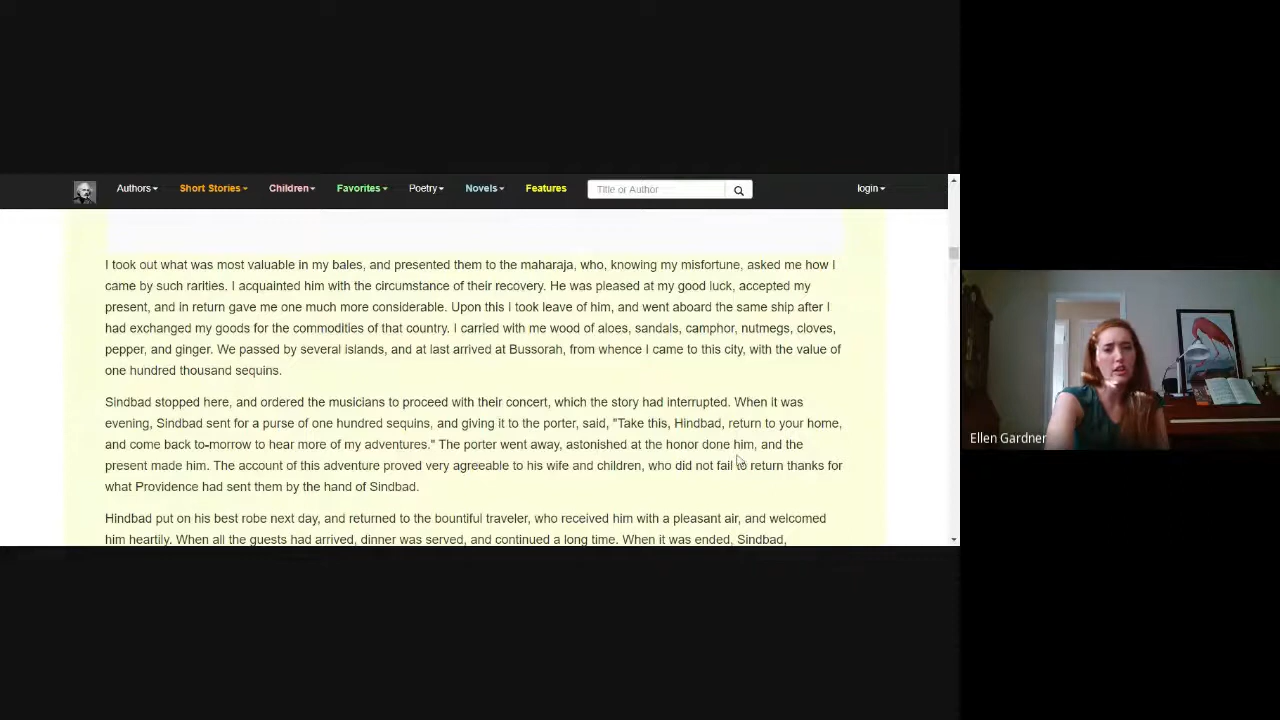 Authors Short Stories Children Favorites Poetry Novels Features Title or Author login
I took out what was most valuable in my bales, and presented them to the maharaja, who, knowing my misfortune, asked me how I
came by such rarities. I acquainted him with the circumstance of their recovery. He was pleased at my good luck, accepted my
present, and in return gave me one much more considerable. Upon this I took leave of him, and went aboard the same ship after I
had exchanged my goods for the commodities of that country. I carried with me wood of aloes, sandals, camphor, nutmegs, cloves,
pepper, and ginger. We passed by several islands, and at last arrived at Bussorah, from whence I came to this city, with the value of
one hundred thousand sequins.
Sindbad stopped here, and ordered the musicians to proceed with their concert, which the story had interrupted. When it was
evening, Sindbad sent for a purse of one hundred sequins, and giving it to the porter, said, "Take this, Hindbad, return to your home,
and come back to-morrow to hear more of my adventures." The porter went away, astonished at the honor done him, and the
present made him. The account of this adventure proved very agreeable to his wife and children, who did not fail to return thanks for
what Providence had sent them by the hand of Sindbad.
Hindbad put on his best robe next day, and returned to the bountiful traveler, who received him with a pleasant air, and welcomed
him heartily. When all the guests had arrived, dinner was served, and continued a long time. When it was ended, Sindbad,
Ellen Gardner